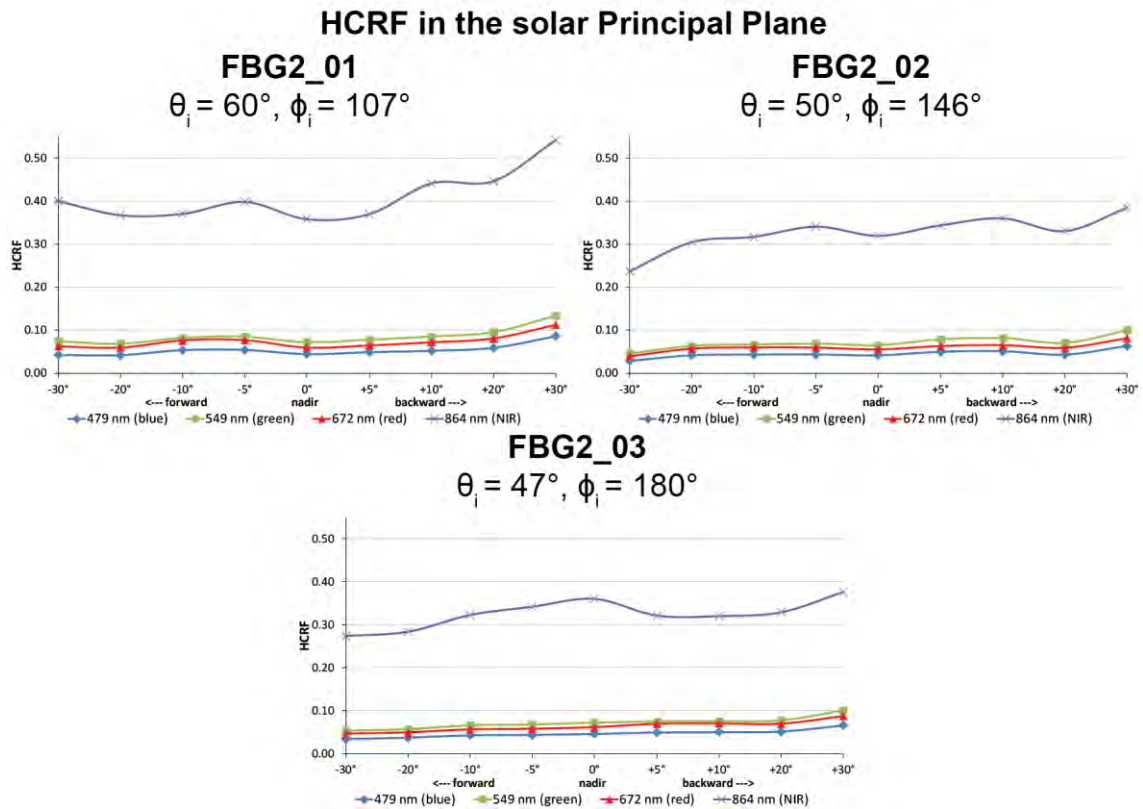 HCRF in the solar Principal Plane
FBG2_01
θi = 60°, ϕi = 107°
HCRF
0.50
0.40
0.30
0.20
0.10
0.00
-30° -20° -10° -5° 0° +5° +10° +20° +30°
<--- forward nadir backward --->
479 nm (blue) 549 nm (green) 672 nm (red) 864 nm (NIR)
FBG2_02
θi = 50°, ϕi = 146°
HCRF
0.50
0.40
0.30
0.20
0.10
0.00
-30° -20° -10° -5° 0° +5° +10° +20° +30°
<--- forward nadir backward --->
479 nm (blue) 549 nm (green) 672 nm (red) 864 nm (NIR)
FBG2_03
θi = 47°, ϕi = 180°
HCRF
0.50
0.40
0.30
0.20
0.10
0.00
-30° -20° -10° -5° 0° +5° +10° +20° +30°
<--- forward nadir backward --->
479 nm (blue) 549 nm (green) 672 nm (red) 864 nm (NIR)